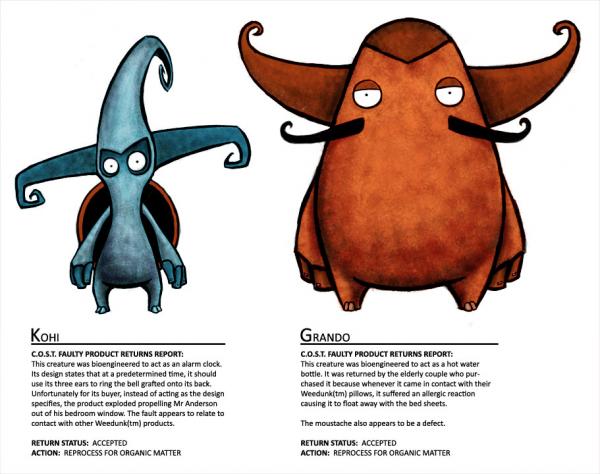 KOHI
C.O.S.T. FAULTY PRODUCT RETURNS REPORT:
This creature was bioengineered to act as an alarm clock.
Its design states that at a predetermined time, it should
use its three ears to ring the bell grafted onto its back.
Unfortunately for its buyer, instead of acting as the design
specifies, the product exploded propelling Mr Anderson
out of his bedroom window. The fault appears to relate to
contact with other Weedunk(tm) products.
RETURN STATUS: ACCEPTED
ACTION: REPROCESS FOR ORGANIC MATTER
GRANDO
C.O.S.T. FAULTY PRODUCT RETURNS REPORT:
This creature was bioengineered to act as a hot water
bottle. It was returned by the elderly couple who pur-
chased it because whenever it came in contact with their
Weedunk(tm) pillows, it suffered an allergic reaction
causing it to float away with the bed sheets.
The moustache also appears to be a defect.
RETURN STATUS: ACCEPTED
ACTION: REPROCESS FOR ORGANIC MATTER